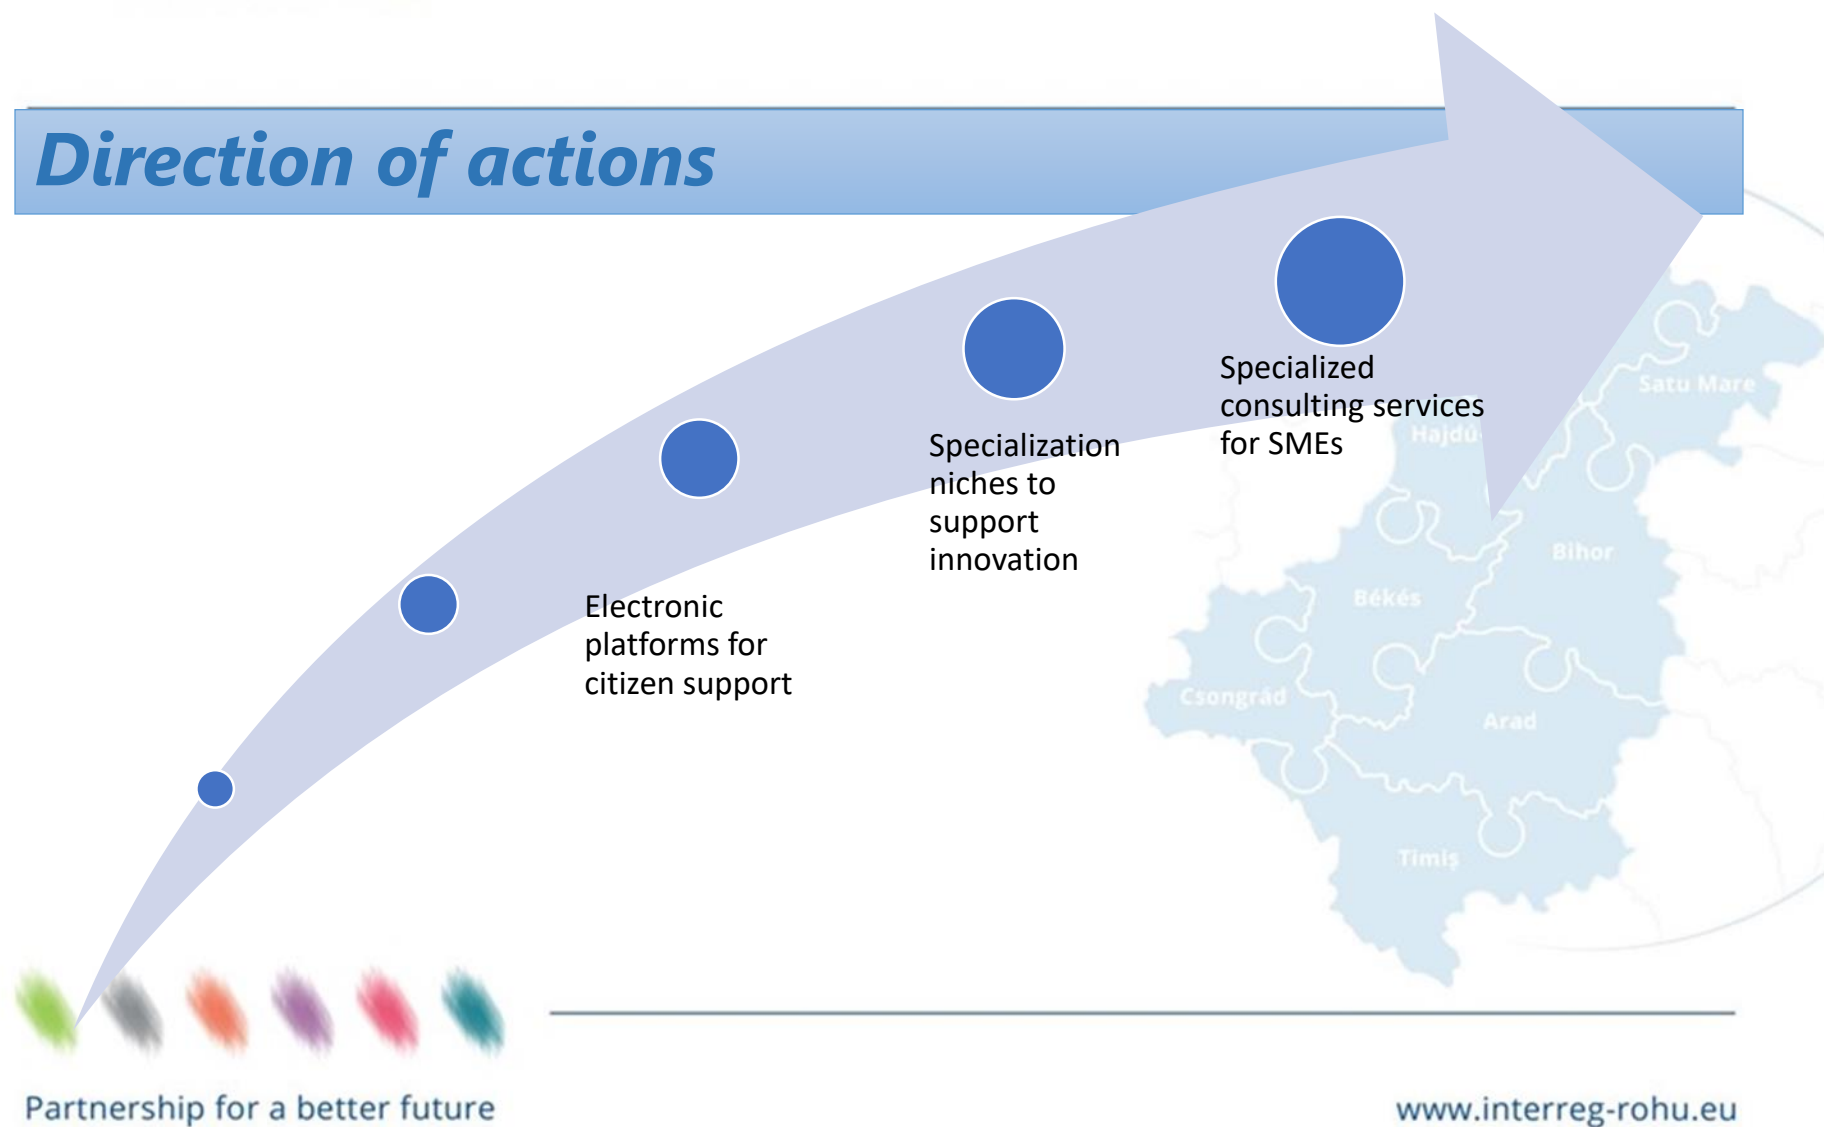 Direction of actions
Specialized
consulting services
for SMEs
Specialization
niches to
support
innovation
Electronic
platforms for
citizen support
Satu Mare
Hajdú
Bihor
Békés
Csongrád
Arad
Timiș
Partnership for a better future
www.interreg-rohu.eu